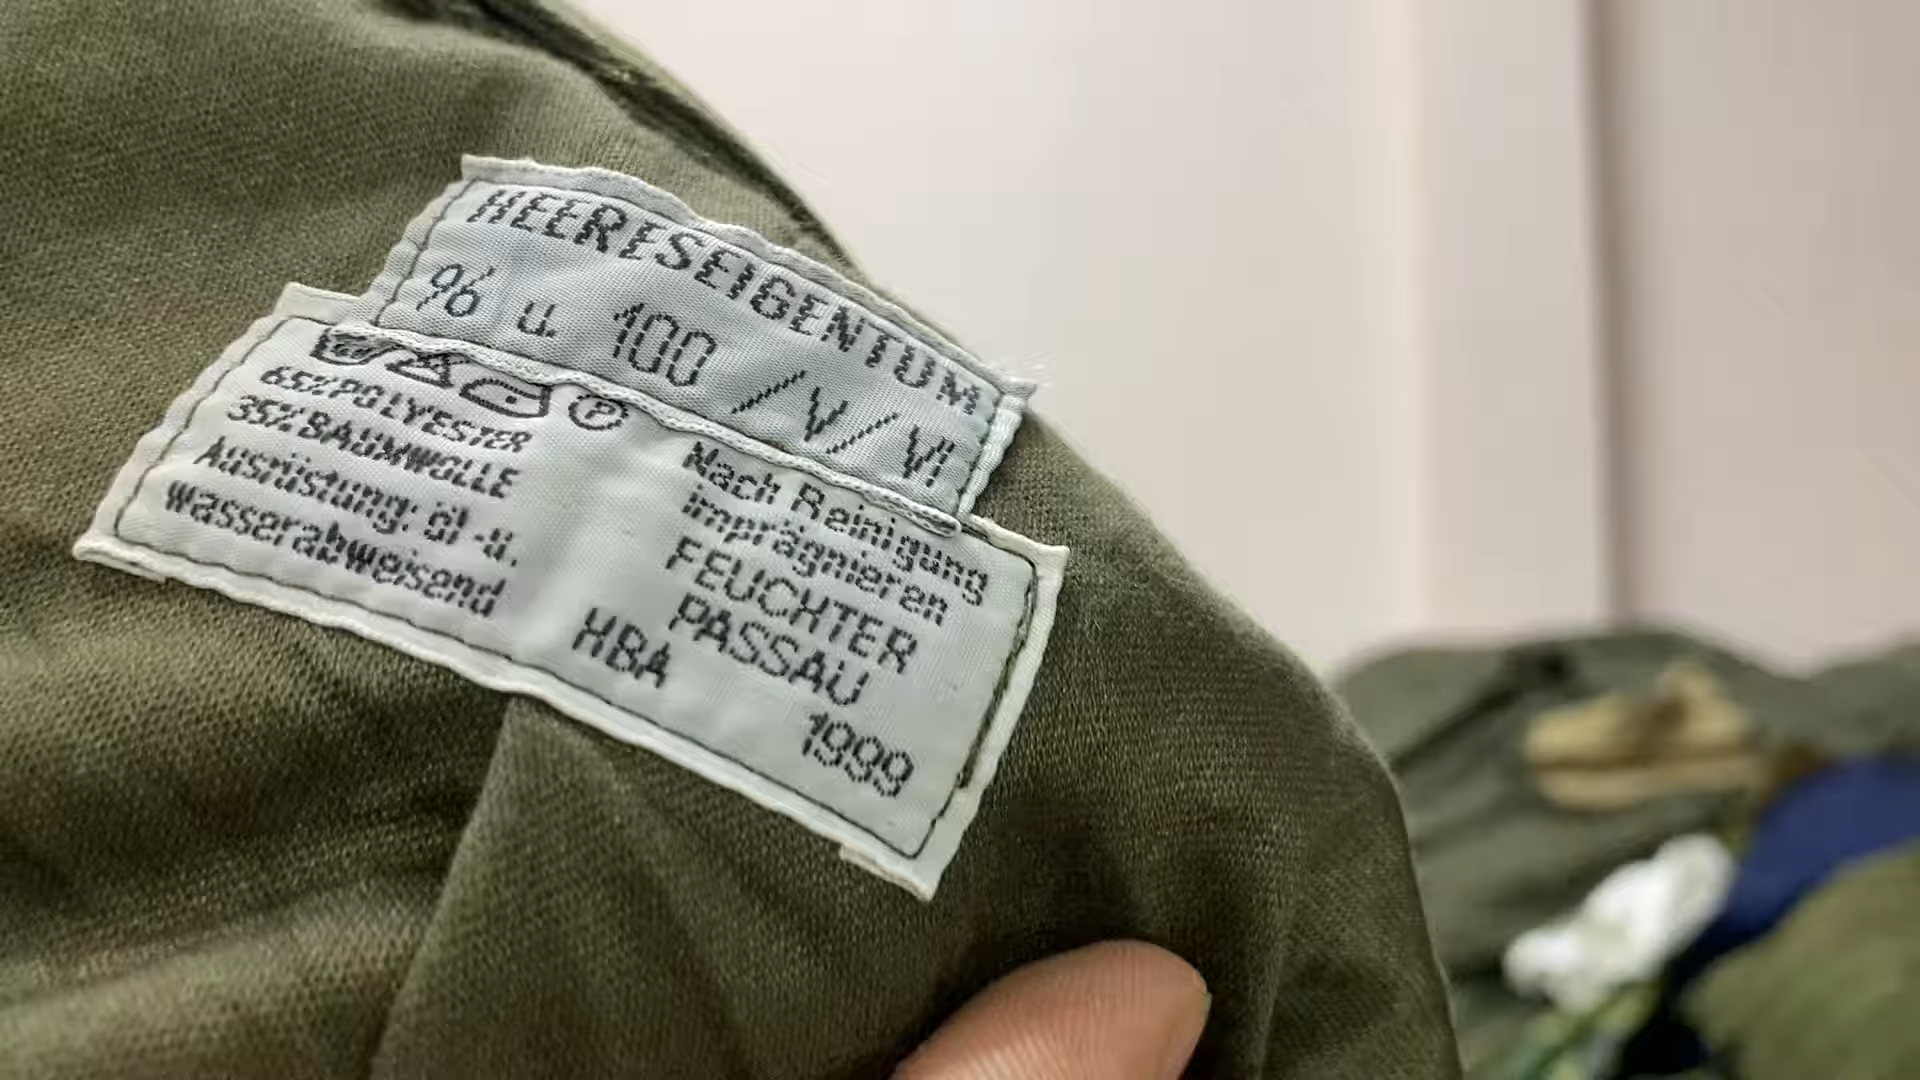 HEERESEIGENTUM
96 u. 100 /V/VI
P
65% POLYESTER
35% BAUMWOLLE
Ausrüstung: öl-u.
wasserabweisend
Nach Reinigung
imprägnieren
FEUCHTER
PASSAU
HBA
1999